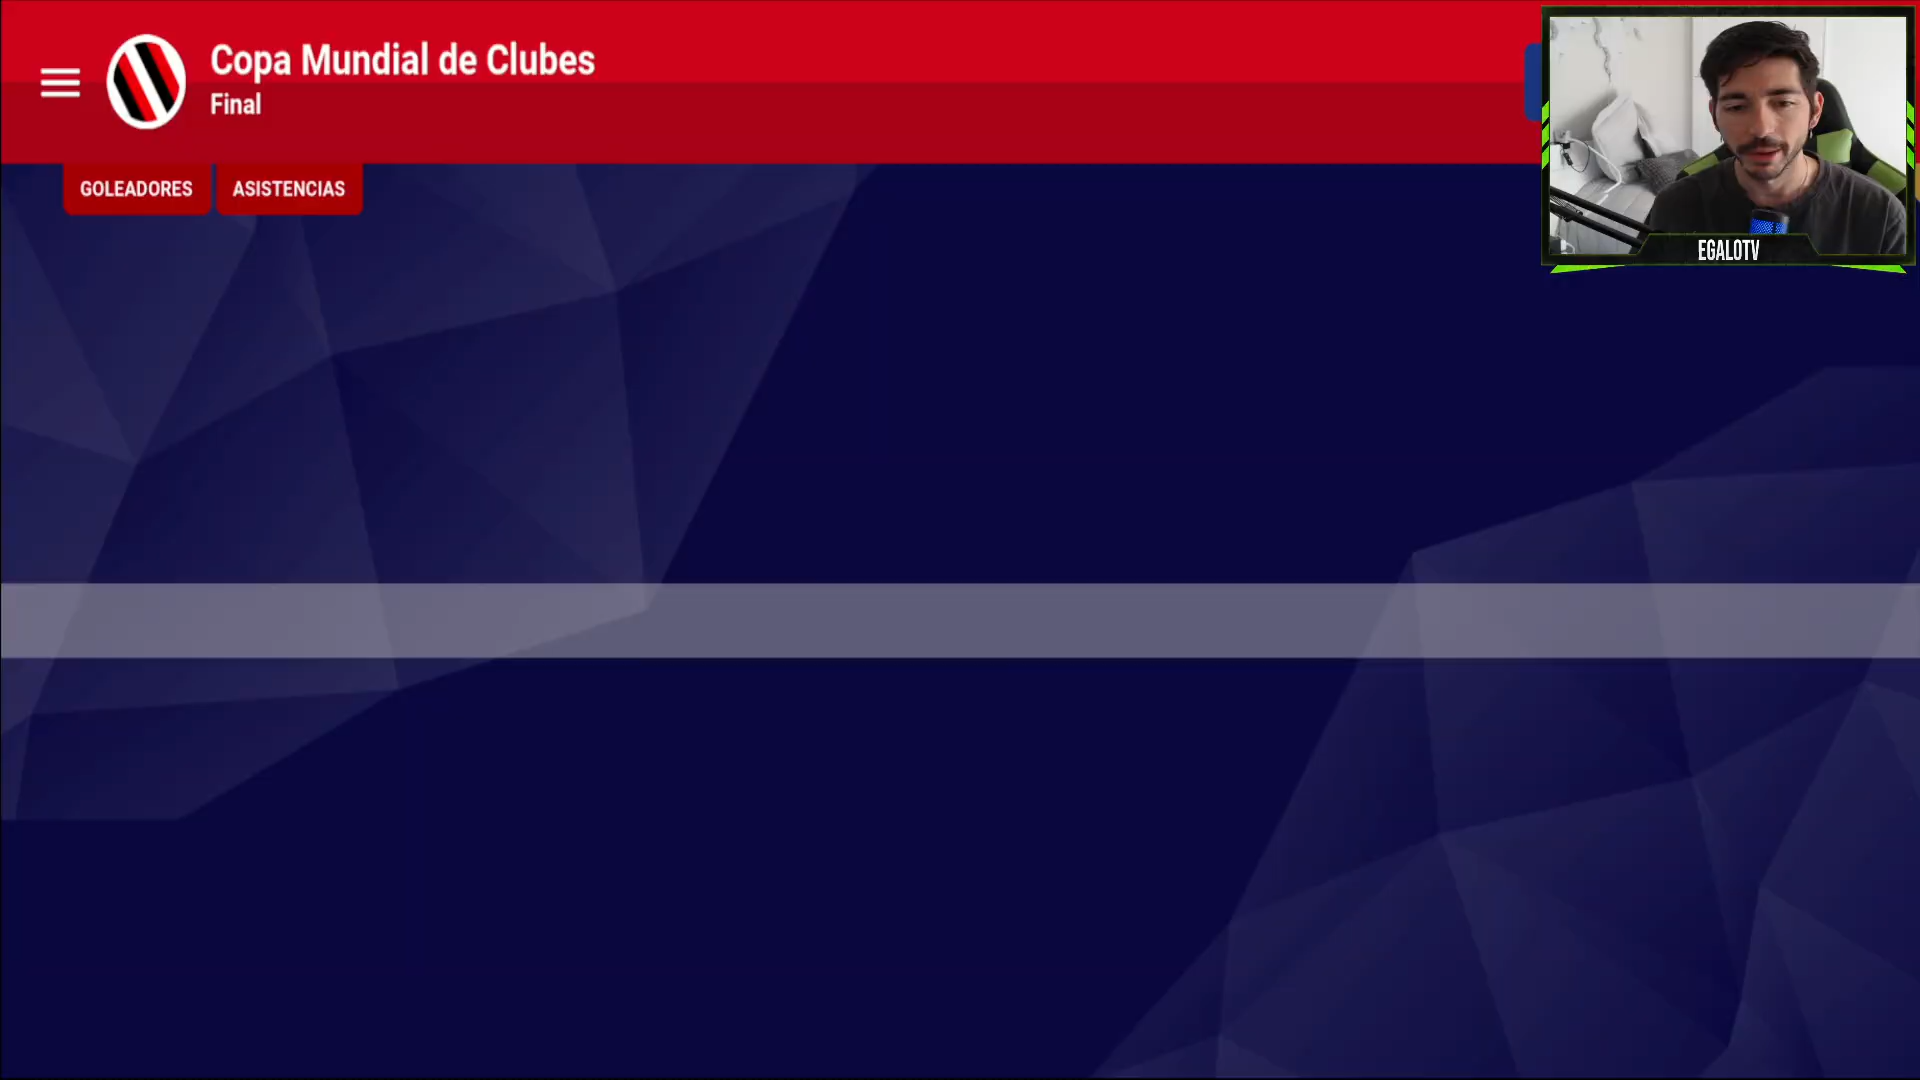 Copa Mundial de Clubes
Final
GOLEADORES
ASISTENCIAS
EGALOTV